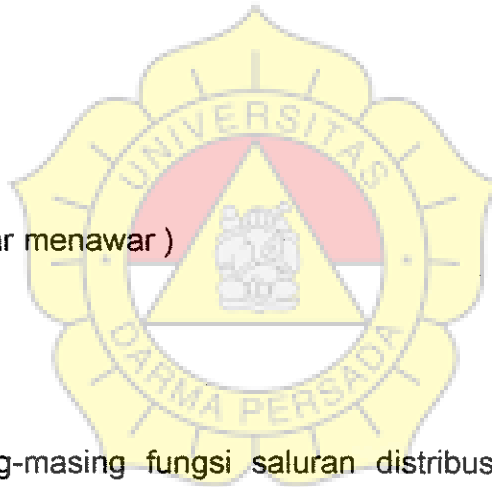 UNIVERSITAS
ar menawar )
DARMA PERSADA
g-masing fungsi saluran distribus